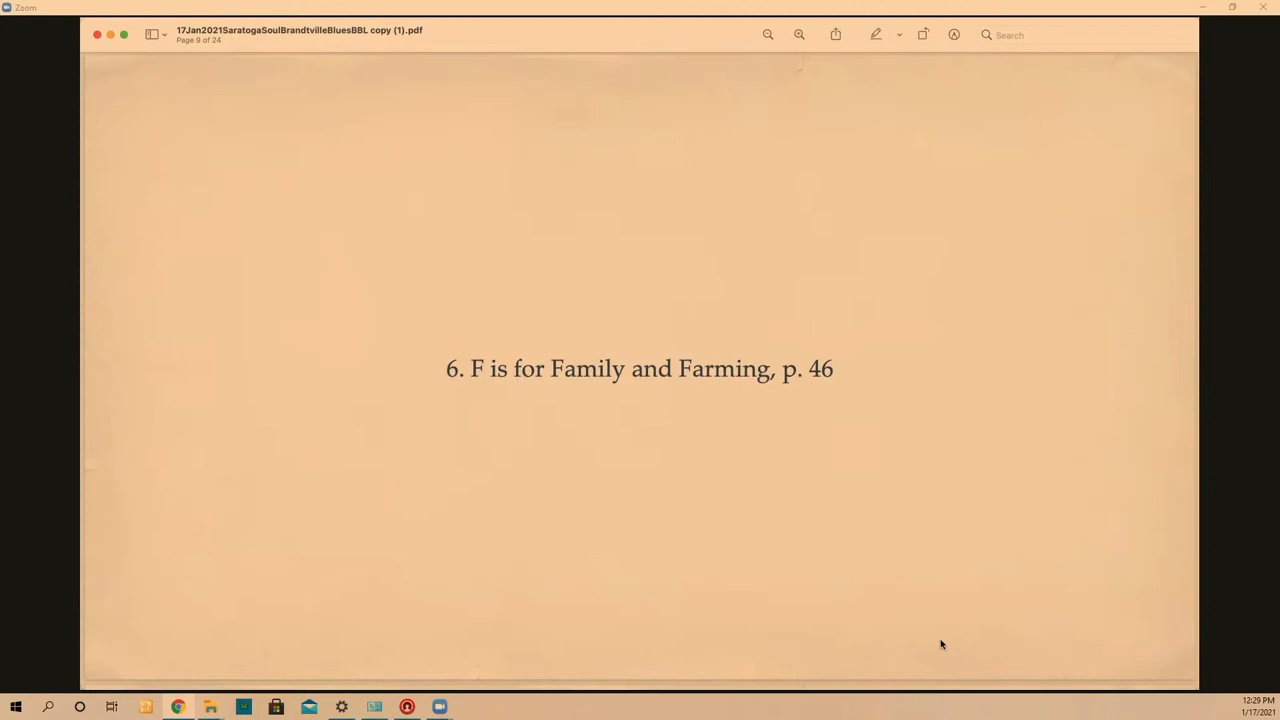 Zoom
17Jan2021SaratogaSoulBrandtvilleBluesBBL copy (1).pdf
Page 9 of 24
Search
6. F is for Family and Farming, p. 46
12:29 PM
1/17/2021